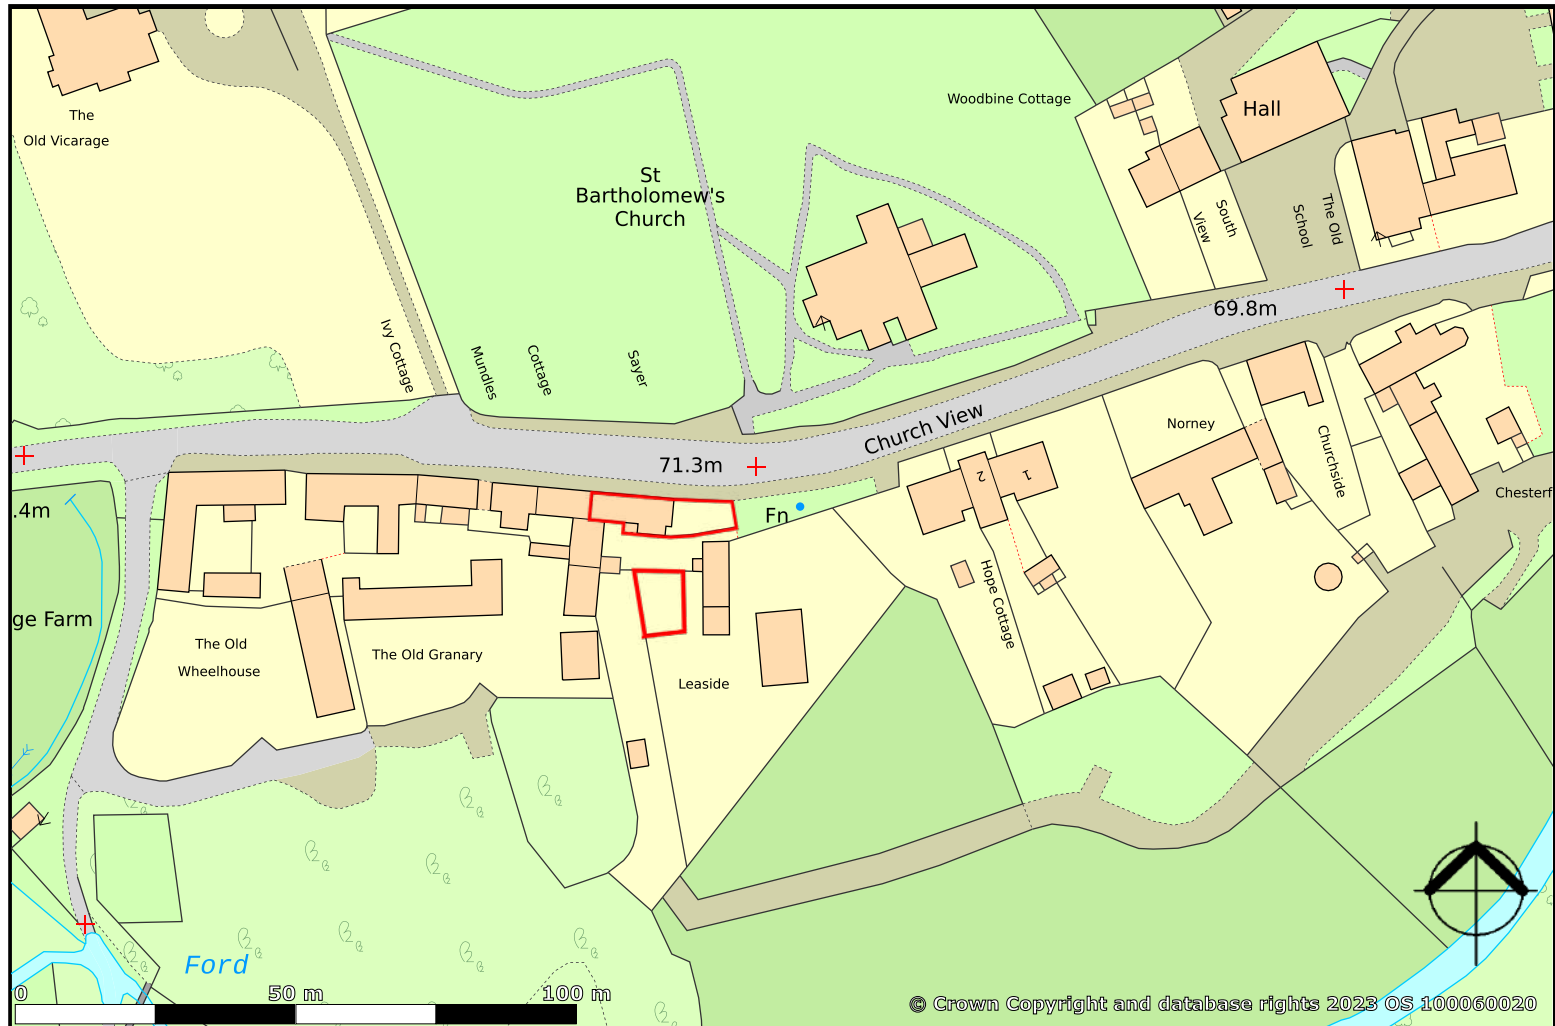 The
Old Vicarage
Woodbine Cottage
Hall
St
Bartholomew's
Church
South
View
The Old
School
69.8m
Ivy Cottage
Mundles
Cottage
Sayer
Church View
71.3m
Norney
Churchside
Chesterf
2
1
Fn
.4m
Hope Cottage
ge Farm
The Old
Wheelhouse
The Old Granary
Leaside
Ford
0 50 m 100 m
© Crown Copyright and database rights 2023 OS 100060020